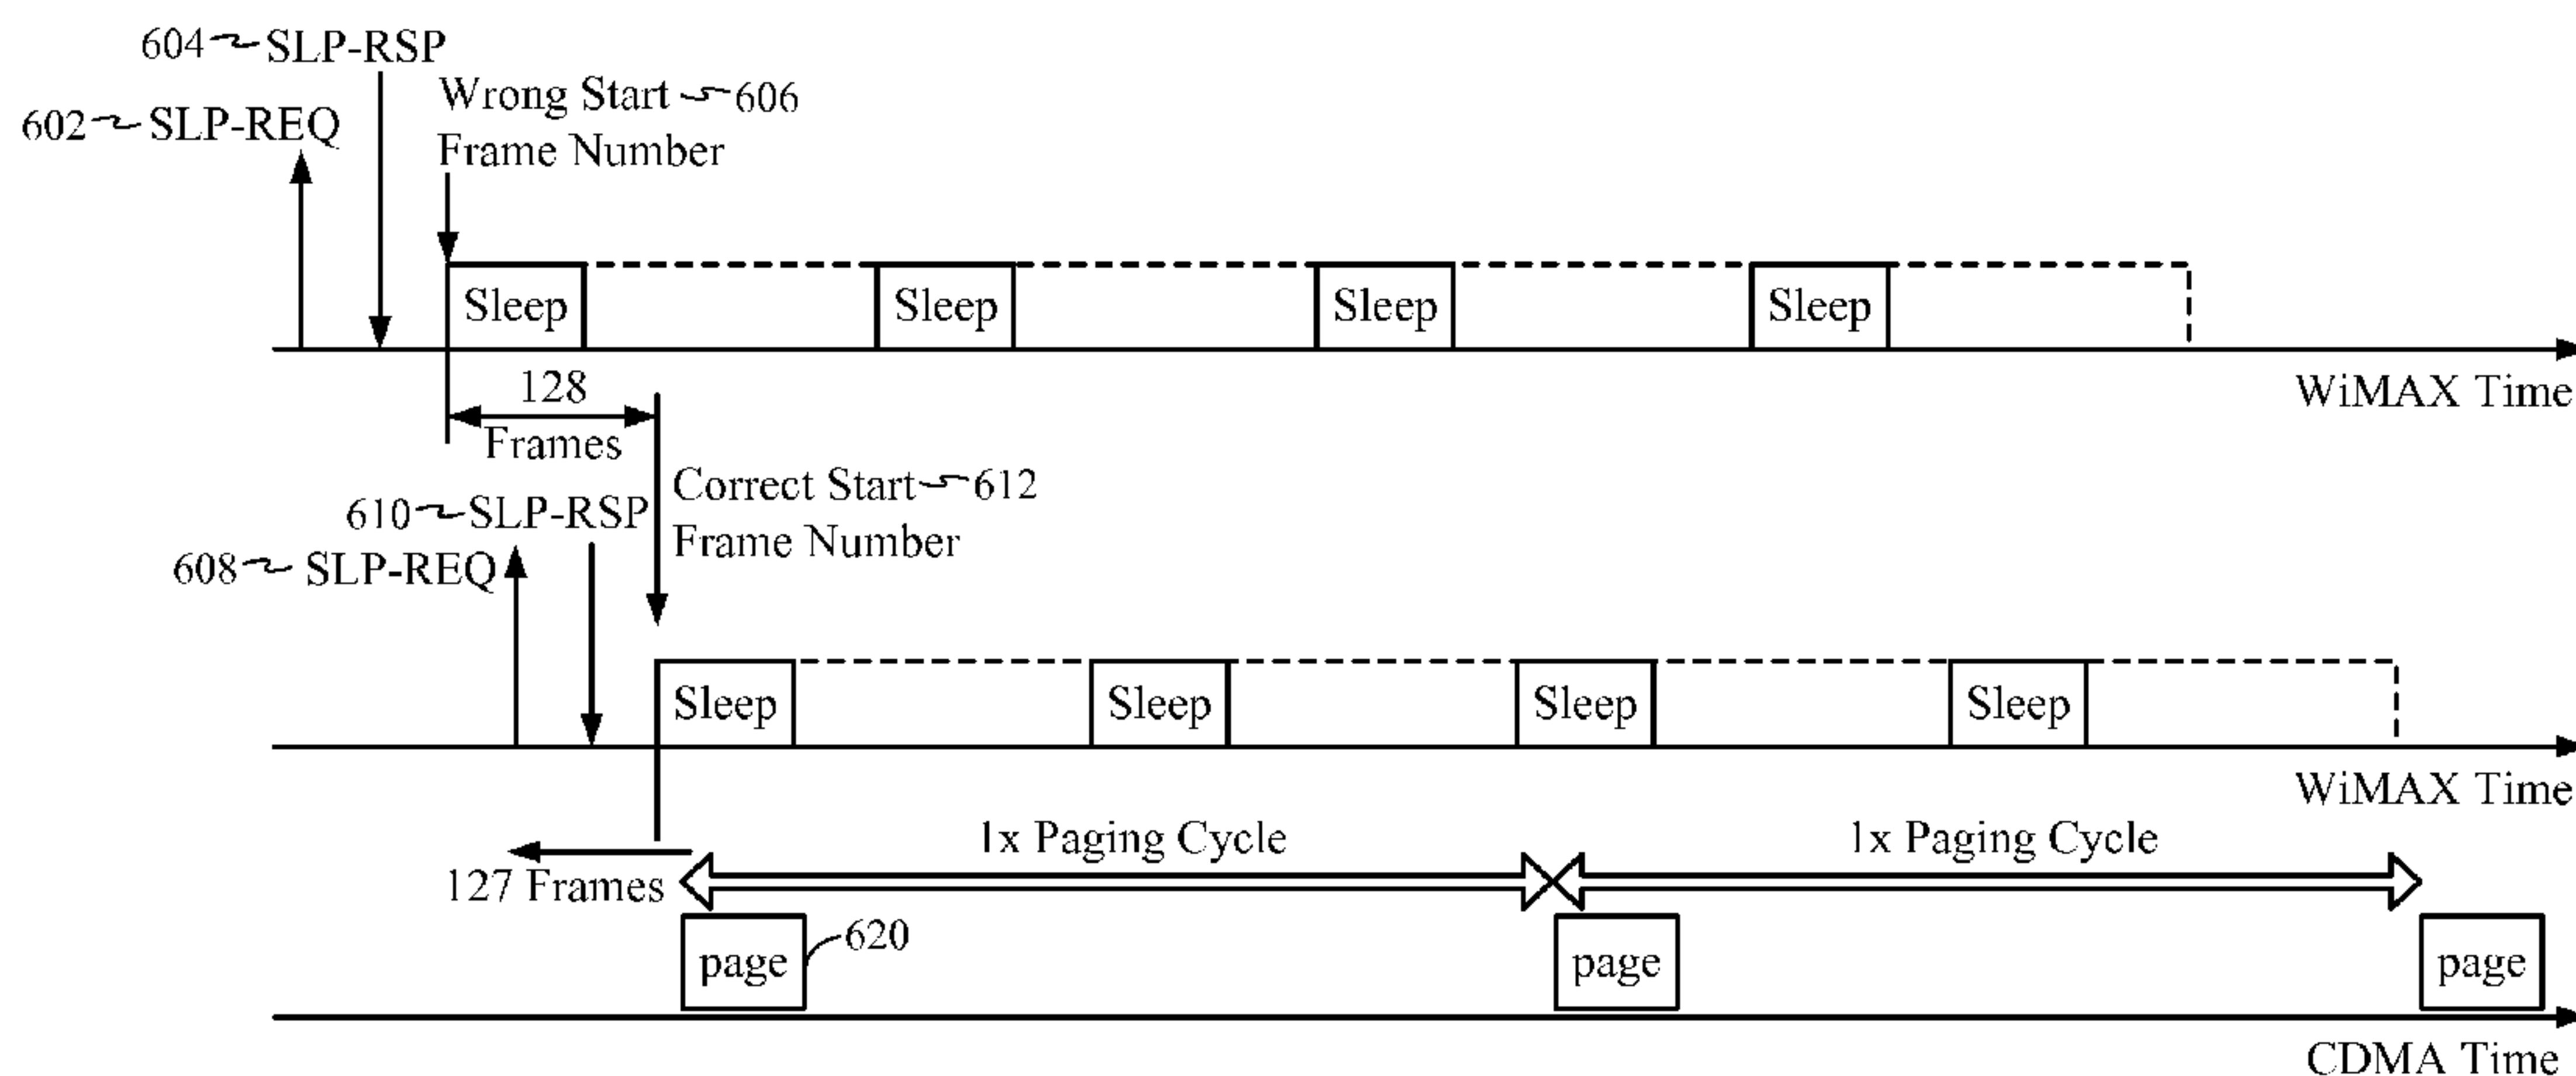 604 SLP-RSP
Wrong Start 606
602 SLP-REQ
Frame Number
Sleep Sleep Sleep Sleep
128
WiMAX Time
Frames
Correct Start 612
610 SLP-RSP
Frame Number
608 SLP-REQ
Sleep Sleep Sleep Sleep
WiMAX Time
1x Paging Cycle 1x Paging Cycle
127 Frames
620
page page page
CDMA Time